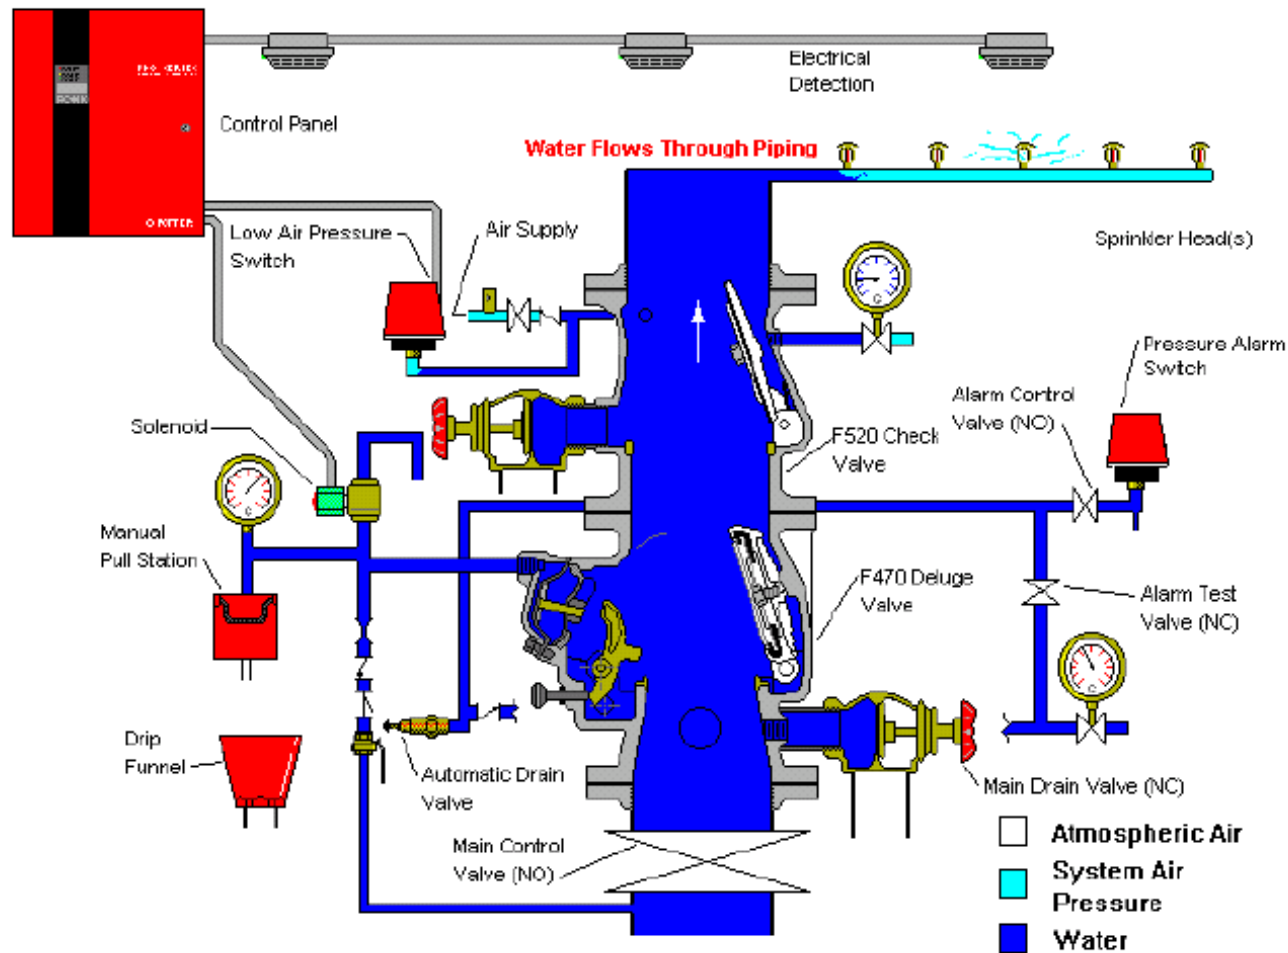 Electrical
Detection
Control Panel
Water Flows Through Piping
Low Air Pressure
Switch
Air Supply
Sprinkler Head(s)
Pressure Alarm
Switch
Alarm Control
Valve (NO)
Solenoid
F520 Check
Valve
Manual
Pull Station
F470 Deluge
Valve
Alarm Test
Valve (NC)
Drip
Funnel
Automatic Drain
Valve
Main Drain Valve (NC)
Main Control
Valve (NO)
Atmospheric Air
System Air
Pressure
Water